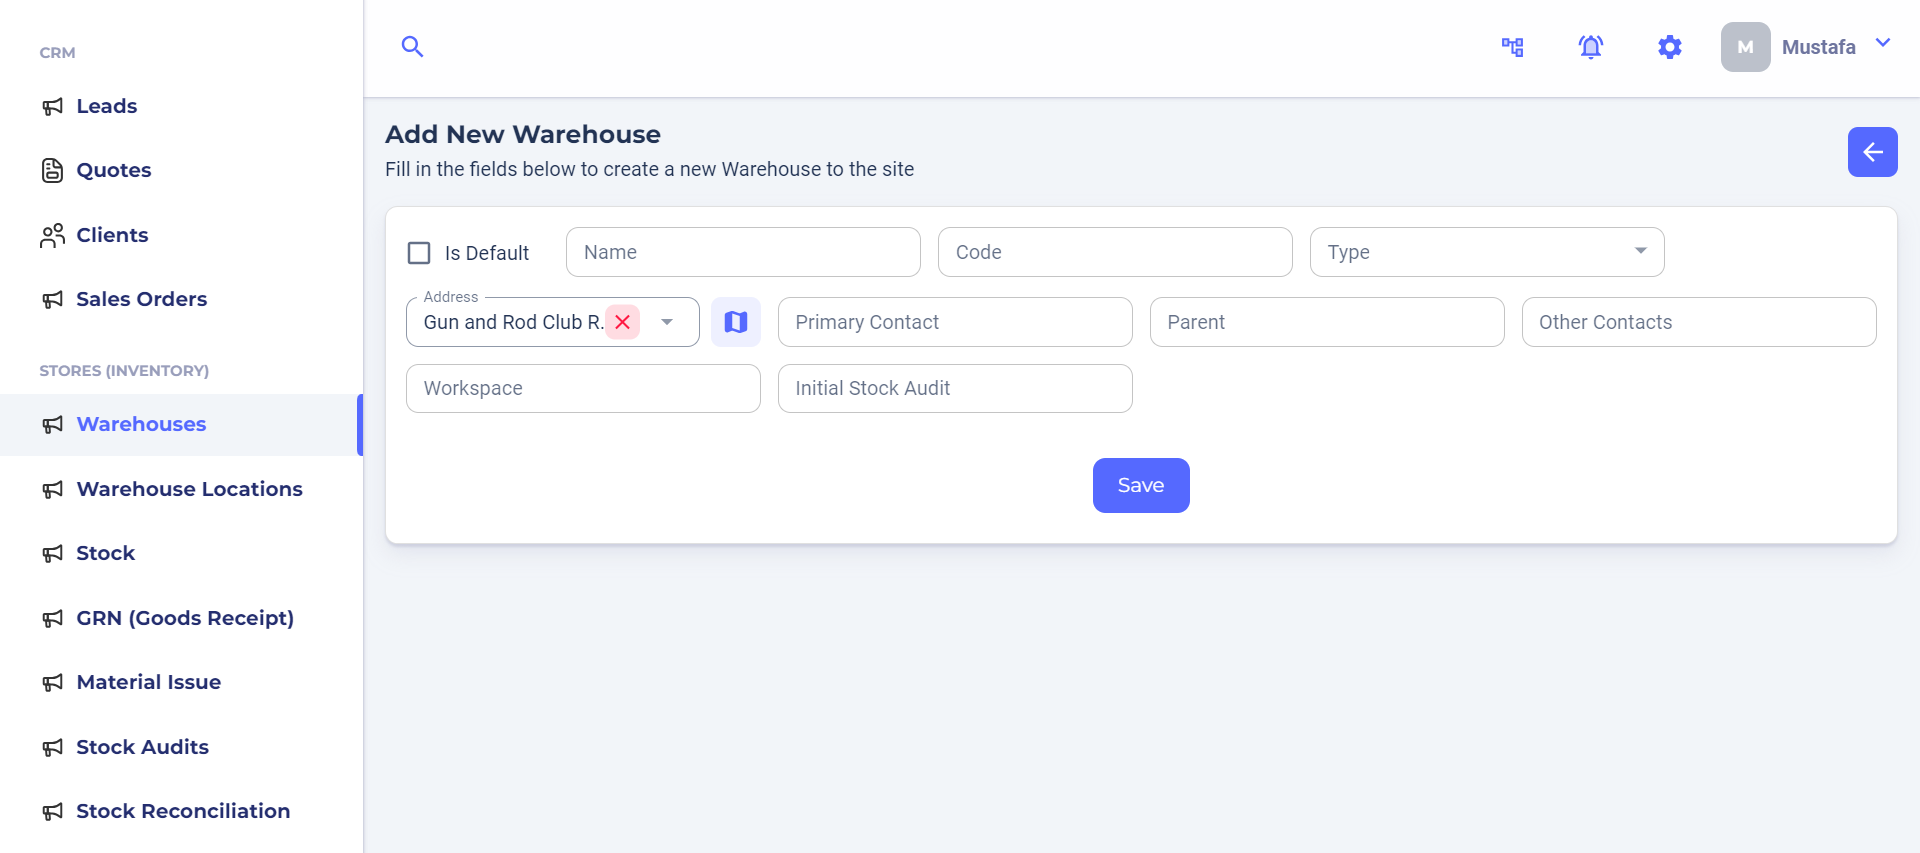 CRM
Leads
Quotes
Clients
Sales Orders
STORES (INVENTORY)
Warehouses
Warehouse Locations
Stock
GRN (Goods Receipt)
Material Issue
Stock Audits
Stock Reconciliation
M
Mustafa
Add New Warehouse
Fill in the fields below to create a new Warehouse to the site
Is Default
Name
Code
Type
Address
Gun and Rod Club R.
Primary Contact
Parent
Other Contacts
Workspace
Initial Stock Audit
Save